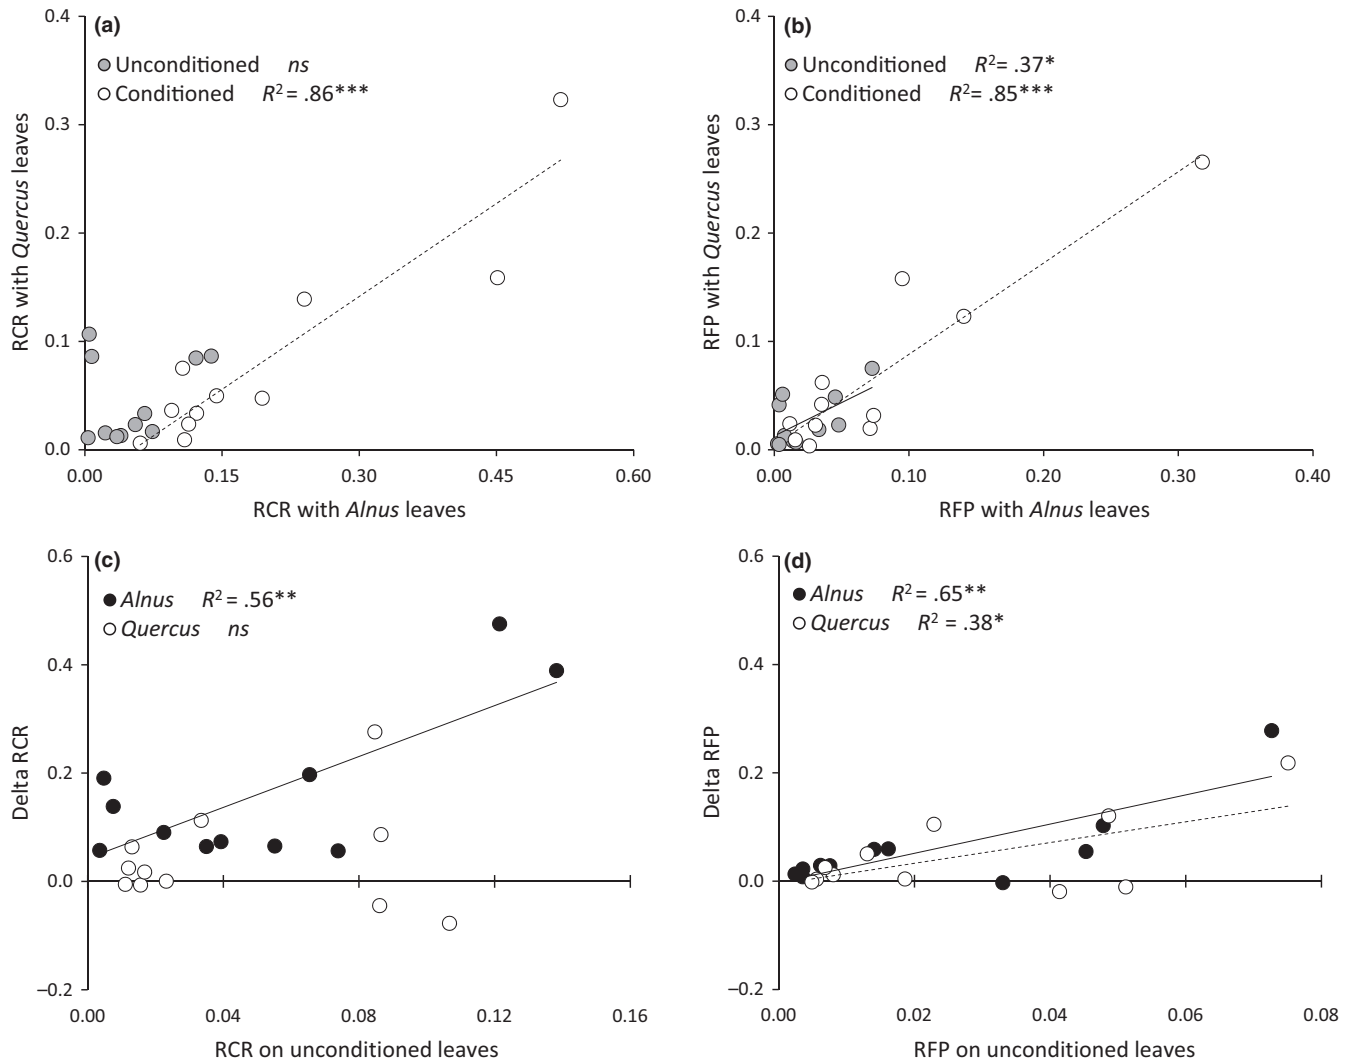 (a)
Unconditioned ns
Conditioned R² = .86***
0.4
0.3
0.2
0.1
0.0
RCR with Quercus leaves
0.00 0.15 0.30 0.45 0.60
RCR with Alnus leaves
(b)
Unconditioned R²= .37*
Conditioned R²= .85***
0.4
0.3
0.2
0.1
0.0
RFP with Quercus leaves
0.00 0.10 0.20 0.30 0.40
RFP with Alnus leaves
(c)
Alnus R² = .56**
Quercus ns
0.6
0.4
0.2
0.0
–0.2
Delta RCR
0.00 0.04 0.08 0.12 0.16
RCR on unconditioned leaves
(d)
Alnus R² = .65**
Quercus R² = .38*
0.6
0.4
0.2
0.0
–0.2
Delta RFP
0.00 0.02 0.04 0.06 0.08
RFP on unconditioned leaves